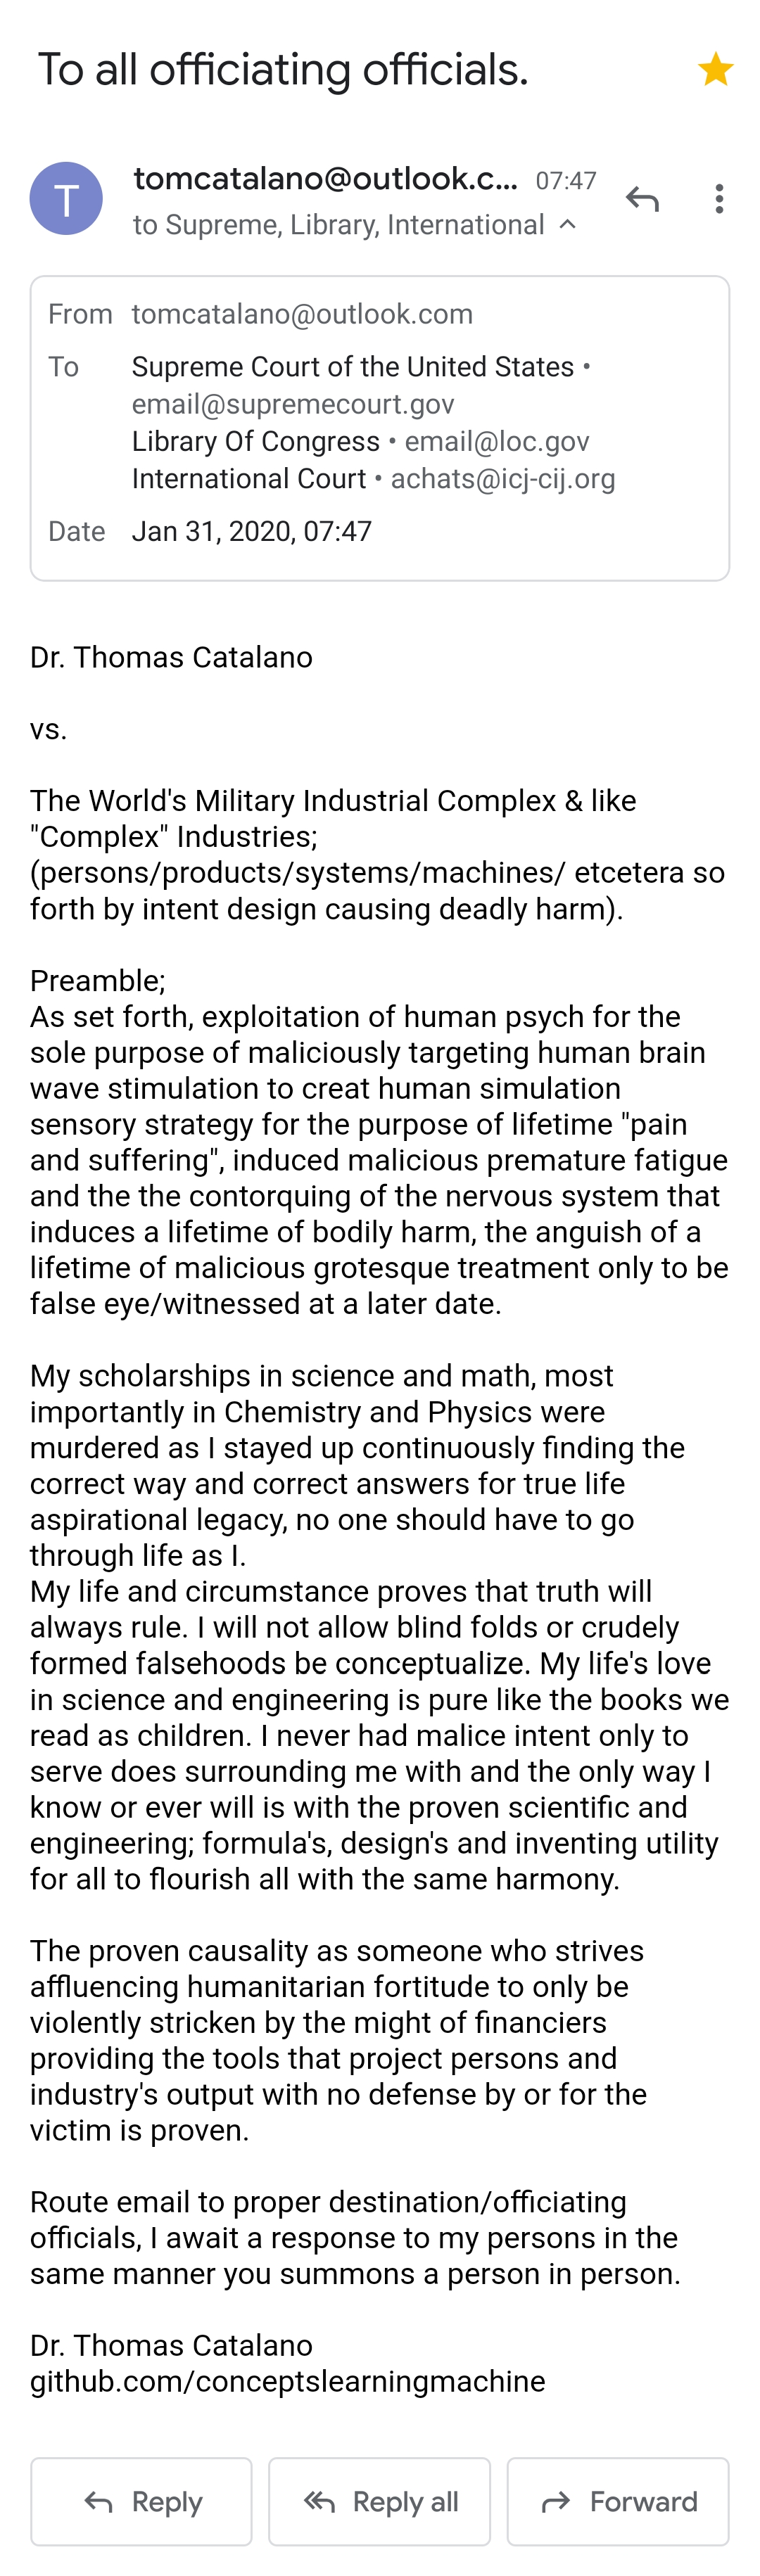 To all officiating officials.
T
tomcatalano@outlook.c... 07:47
to Supreme, Library, International
From tomcatalano@outlook.com
To Supreme Court of the United States •
email@supremecourt.gov
Library Of Congress • email@loc.gov
International Court • achats@icj-cij.org
Date Jan 31, 2020, 07:47
Dr. Thomas Catalano
vs.
The World's Military Industrial Complex & like
"Complex" Industries;
(persons/products/systems/machines/ etcetera so
forth by intent design causing deadly harm).
Preamble;
As set forth, exploitation of human psych for the
sole purpose of maliciously targeting human brain
wave stimulation to creat human simulation
sensory strategy for the purpose of lifetime "pain
and suffering", induced malicious premature fatigue
and the the contorquing of the nervous system that
induces a lifetime of bodily harm, the anguish of a
lifetime of malicious grotesque treatment only to be
false eye/witnessed at a later date.
My scholarships in science and math, most
importantly in Chemistry and Physics were
murdered as I stayed up continuously finding the
correct way and correct answers for true life
aspirational legacy, no one should have to go
through life as I.
My life and circumstance proves that truth will
always rule. I will not allow blind folds or crudely
formed falsehoods be conceptualize. My life's love
in science and engineering is pure like the books we
read as children. I never had malice intent only to
serve does surrounding me with and the only way I
know or ever will is with the proven scientific and
engineering; formula's, design's and inventing utility
for all to flourish all with the same harmony.
The proven causality as someone who strives
affluencing humanitarian fortitude to only be
violently stricken by the might of financiers
providing the tools that project persons and
industry's output with no defense by or for the
victim is proven.
Route email to proper destination/officiating
officials, I await a response to my persons in the
same manner you summons a person in person.
Dr. Thomas Catalano
github.com/conceptslearningmachine
Reply Reply all Forward